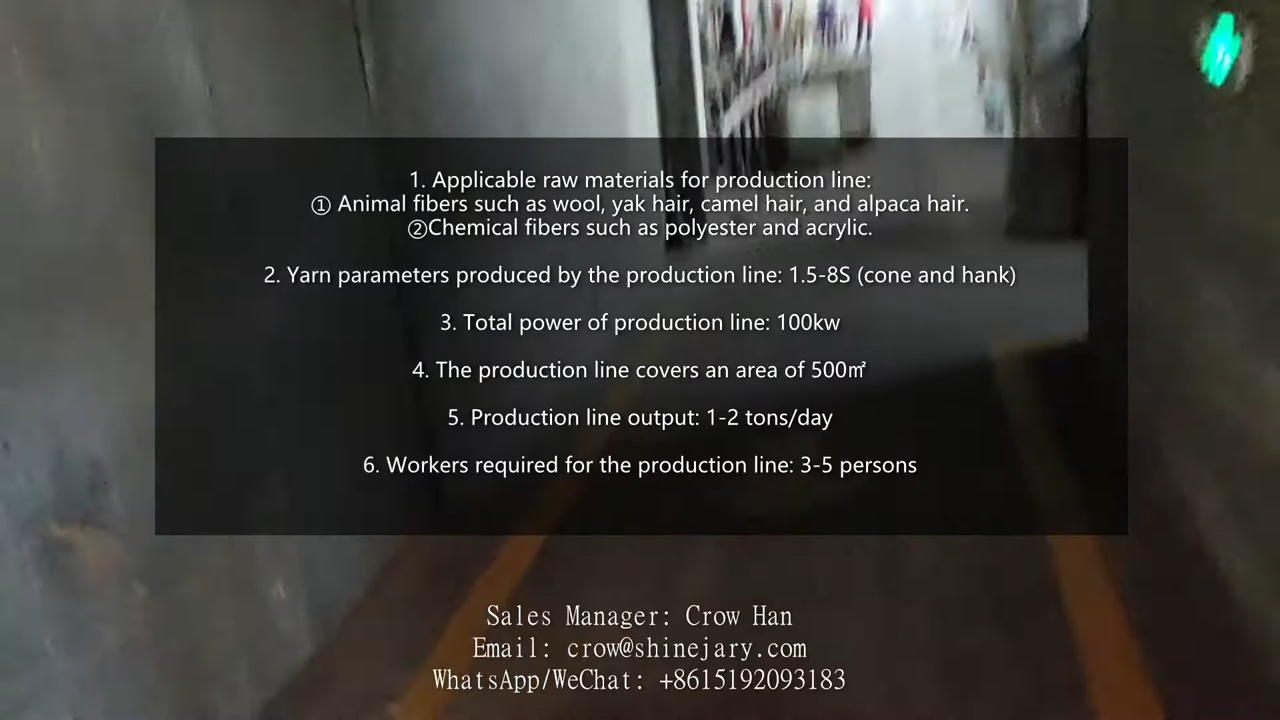 1. Applicable raw materials for production line:
① Animal fibers such as wool, yak hair, camel hair, and alpaca hair.
②Chemical fibers such as polyester and acrylic.
2. Yarn parameters produced by the production line: 1.5-8S (cone and hank)
3. Total power of production line: 100kw
4. The production line covers an area of 500㎡
5. Production line output: 1-2 tons/day
6. Workers required for the production line: 3-5 persons
Sales Manager: Crow Han
Email: crow@shinejary.com
WhatsApp/WeChat: +8615192093183